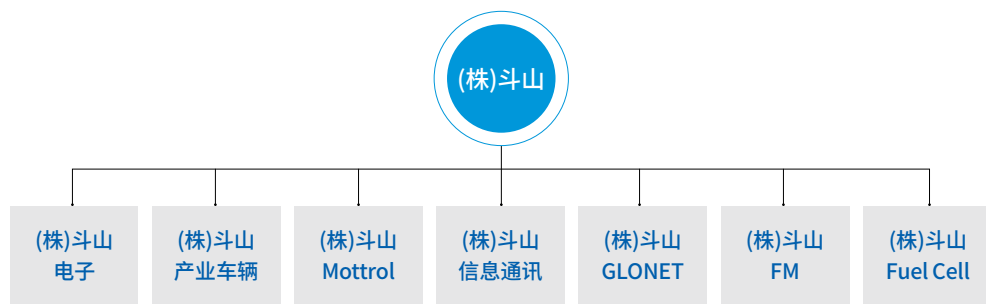 (株)斗山
(株)斗山
电子
(株)斗山
产业车辆
(株)斗山
Mottrol
(株)斗山
信息通讯
(株)斗山
GLONET
(株)斗山
FM
(株)斗山
Fuel Cell